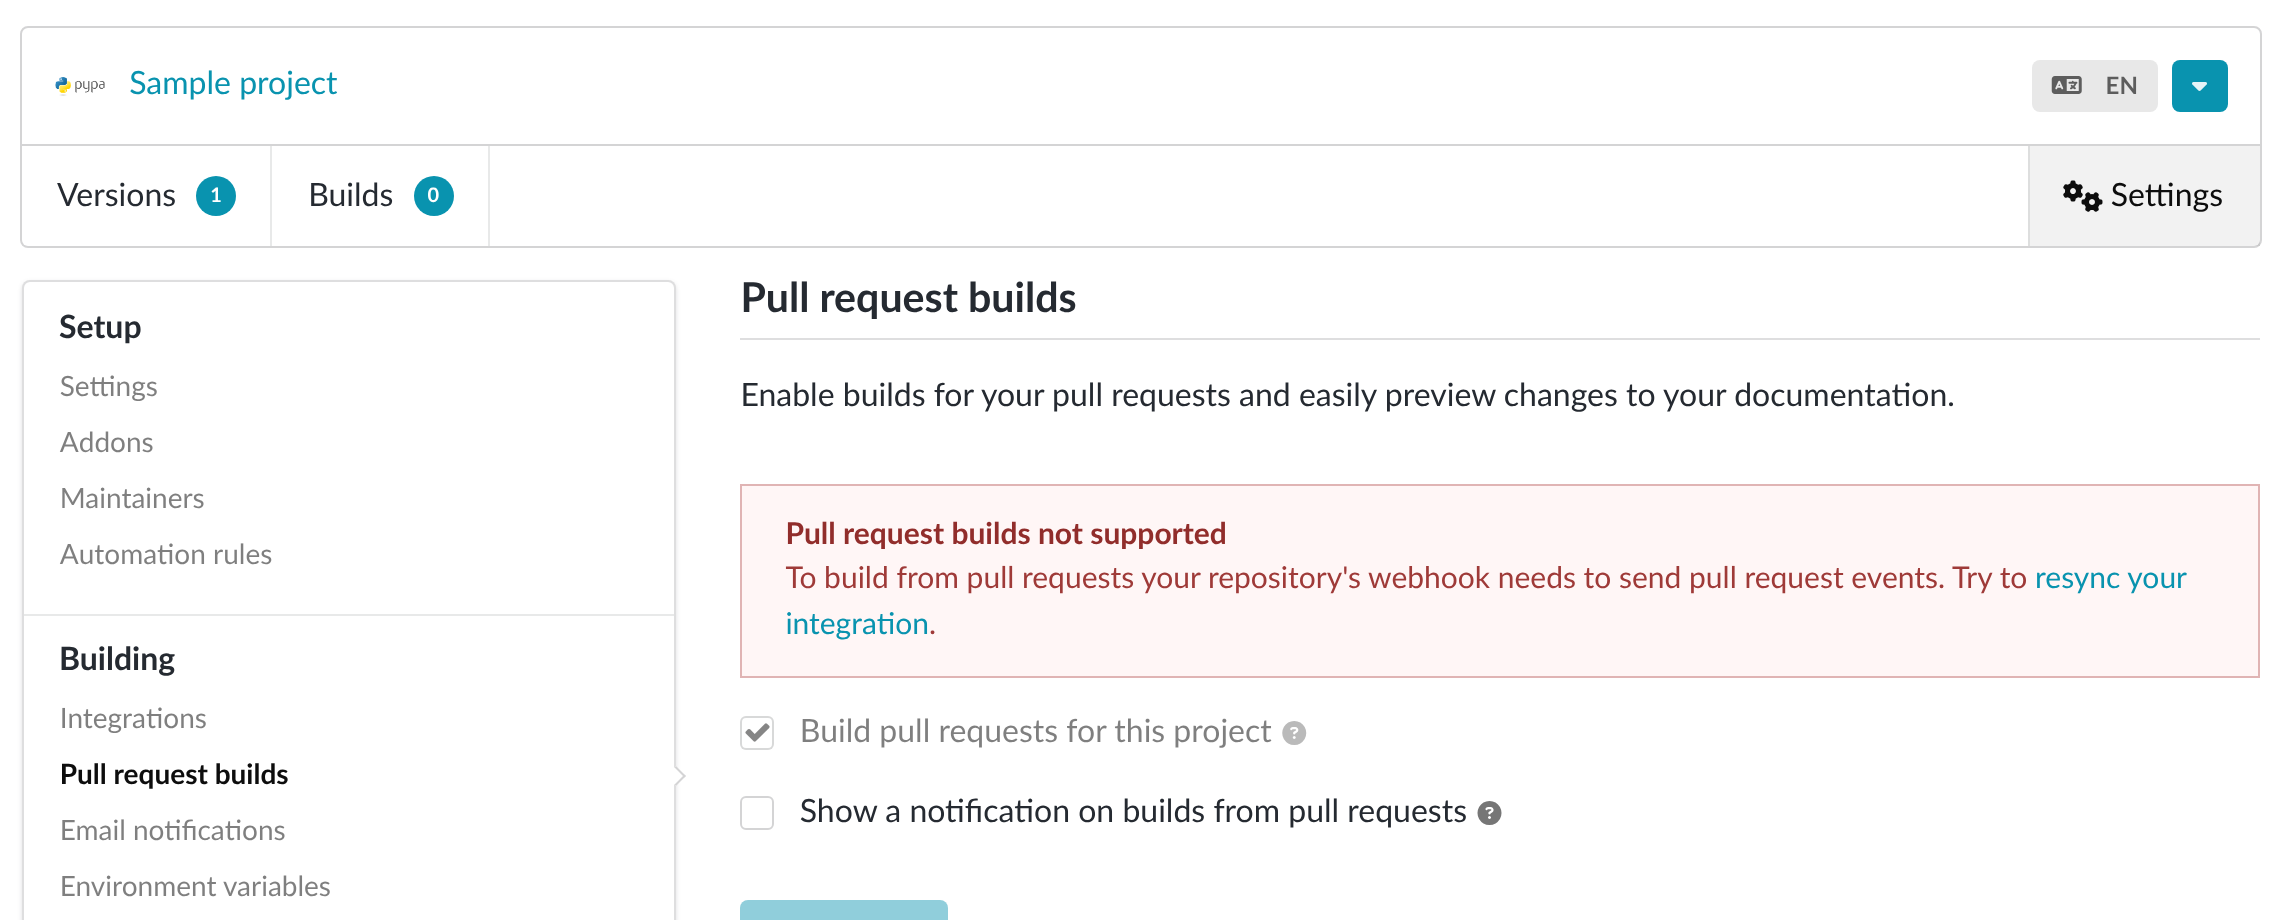 pypa Sample project
EN
Versions 1
Builds 0
Settings
Setup
Settings
Addons
Maintainers
Automation rules
Building
Integrations
Pull request builds
Email notifications
Environment variables
Pull request builds
Enable builds for your pull requests and easily preview changes to your documentation.
Pull request builds not supported
To build from pull requests your repository's webhook needs to send pull request events. Try to resync your
integration.
Build pull requests for this project ?
Show a notification on builds from pull requests ?